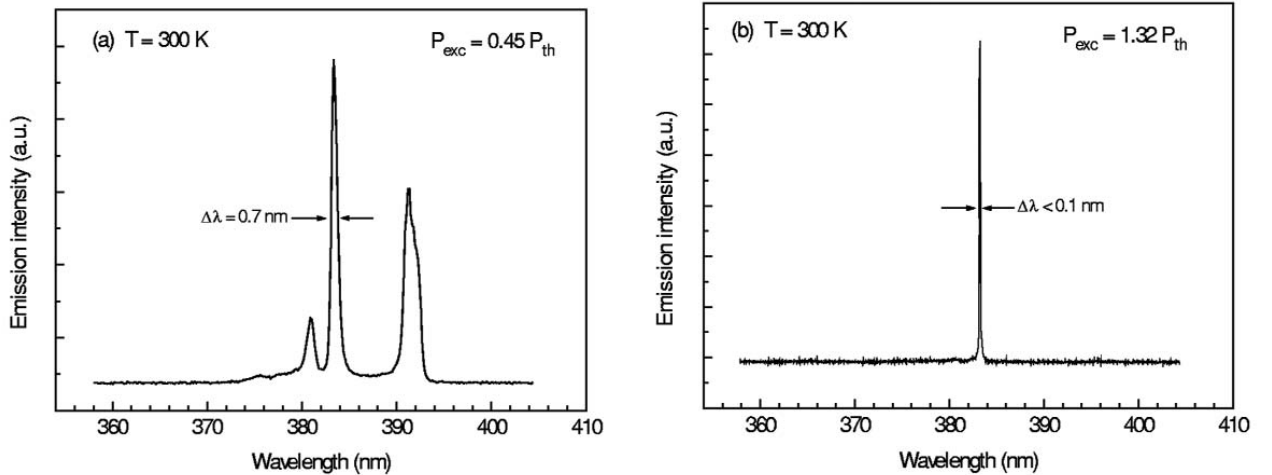 (a) T = 300 K
P_exc = 0.45 P_th
Δλ = 0.7 nm
Emission intensity (a.u.)
360 370 380 390 400 410
Wavelength (nm)
(b) T = 300 K
P_exc = 1.32 P_th
Δλ < 0.1 nm
Emission intensity (a.u.)
360 370 380 390 400 410
Wavelength (nm)